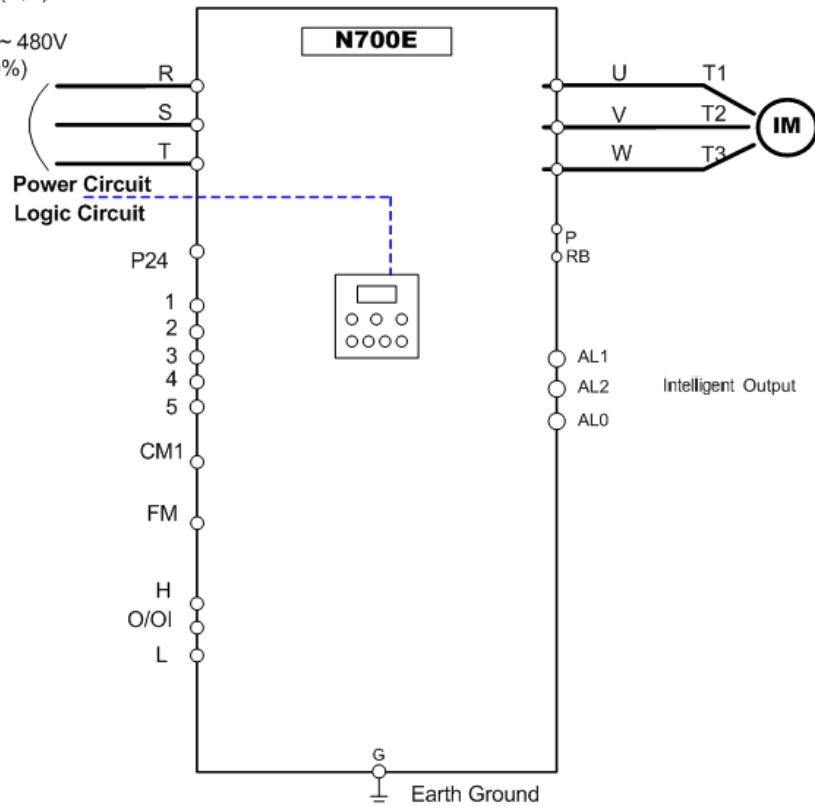 N700E
~ 480V
R
S
T
Power Circuit
Logic Circuit
P24
1
2
3
4
5
CM1
FM
H
O/OI
L
U T1
V T2
W T3
IM
P
RB
AL1
AL2 Intelligent Output
AL0
G
Earth Ground